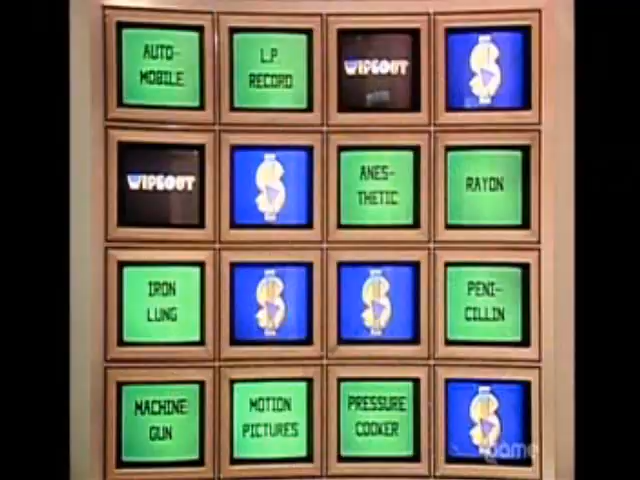 AUTO-
MOBILE
L.P.
RECORD
WIPEOUT
WIPEOUT
ANES-
THETIC
RAYON
IRON
LUNG
PENI-
CILLIN
MACHINE
GUN
MOTION
PICTURES
PRESSURE
COOKER
game